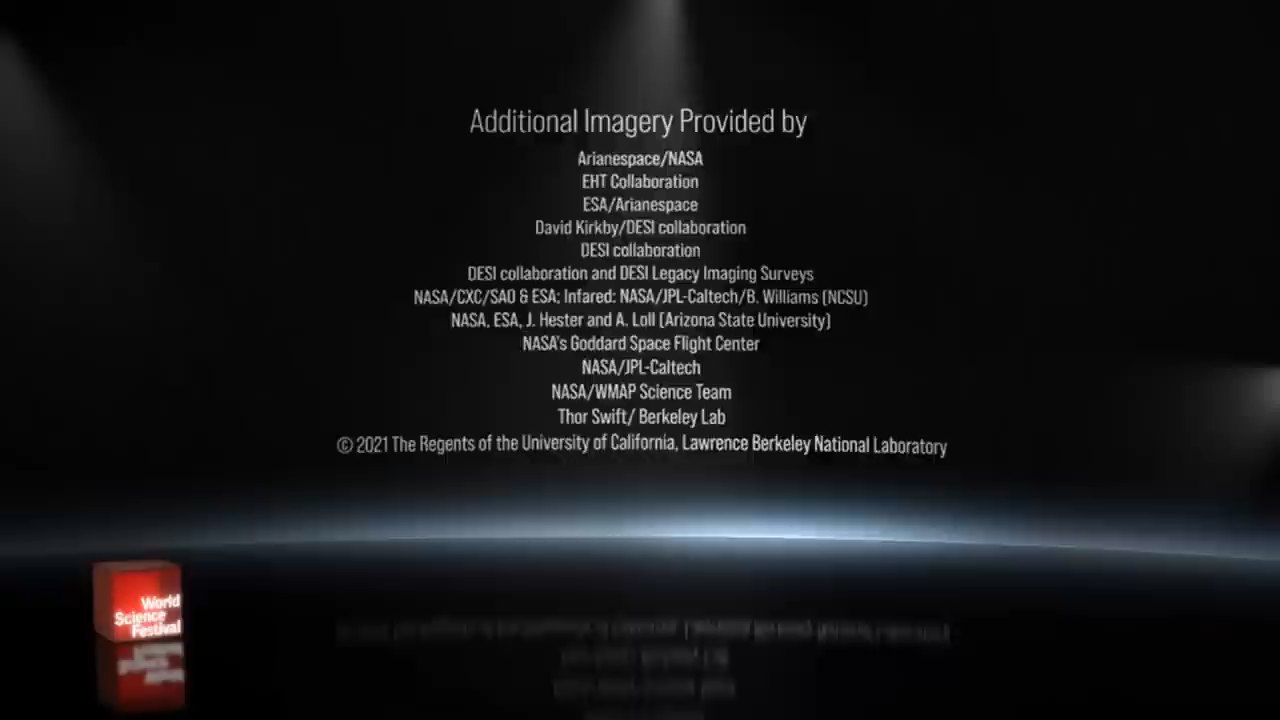 Additional Imagery Provided by
Arianespace/NASA
EHT Collaboration
ESA/Arianespace
David Kirkby/DESI collaboration
DESI collaboration
DESI collaboration and DESI Legacy Imaging Surveys
NASA/CXC/SAO & ESA; Infared: NASA/JPL-Caltech/B. Williams (NCSU)
NASA, ESA, J. Hester and A. Loll (Arizona State University)
NASA's Goddard Space Flight Center
NASA/JPL-Caltech
NASA/WMAP Science Team
Thor Swift/ Berkeley Lab
© 2021 The Regents of the University of California, Lawrence Berkeley National Laboratory
World
Science
Festival